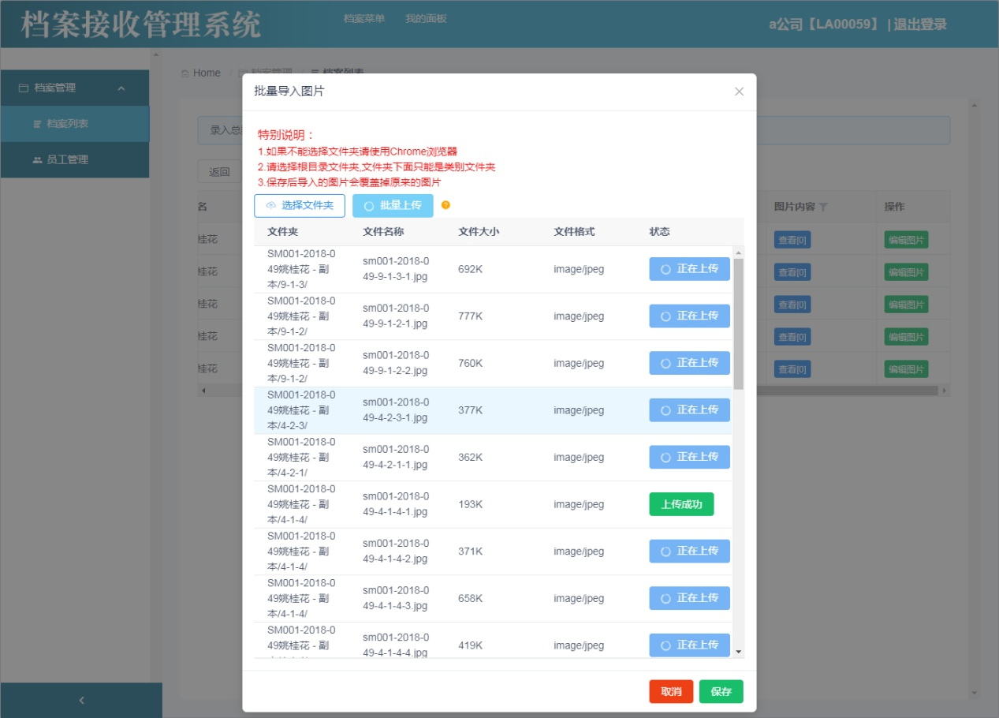 档案接收管理系统
档案菜单 我的面板
a公司【LA00059】 | 退出登录
档案管理
档案列表
员工管理
Home / 档案管理 / 档案列表
录入总
返回
名 图片内容 操作
桂花 查看[0] 编辑图片
桂花 查看[0] 编辑图片
桂花 查看[0] 编辑图片
桂花 查看[0] 编辑图片
桂花 查看[0] 编辑图片
批量导入图片
特别说明：
1.如果不能选择文件夹请使用Chrome浏览器
2.请选择根目录文件夹,文件夹下面只能是类别文件夹
3.保存后导入的图片会覆盖掉原来的图片
选择文件夹 批量上传 ?
文件夹 文件名称 文件大小 文件格式 状态
SM001-2018-0
49姚桂花 - 副
本/9-1-3/
sm001-2018-0
49-9-1-3-1.jpg
692K image/jpeg 正在上传
SM001-2018-0
49姚桂花 - 副
本/9-1-2/
sm001-2018-0
49-9-1-2-1.jpg
777K image/jpeg 正在上传
SM001-2018-0
49姚桂花 - 副
本/9-1-2/
sm001-2018-0
49-9-1-2-2.jpg
760K image/jpeg 正在上传
SM001-2018-0
49姚桂花 - 副
本/4-2-3/
sm001-2018-0
49-4-2-3-1.jpg
377K image/jpeg 正在上传
SM001-2018-0
49姚桂花 - 副
本/4-2-1/
sm001-2018-0
49-4-2-1-1.jpg
362K image/jpeg 正在上传
SM001-2018-0
49姚桂花 - 副
本/4-1-4/
sm001-2018-0
49-4-1-4-1.jpg
193K image/jpeg 上传成功
SM001-2018-0
49姚桂花 - 副
本/4-1-4/
sm001-2018-0
49-4-1-4-2.jpg
371K image/jpeg 正在上传
SM001-2018-0
49姚桂花 - 副
本/4-1-4/
sm001-2018-0
49-4-1-4-3.jpg
658K image/jpeg 正在上传
SM001-2018-0
49姚桂花 - 副
sm001-2018-0
49-4-1-4-4.jpg
419K image/jpeg 正在上传
取消 保存